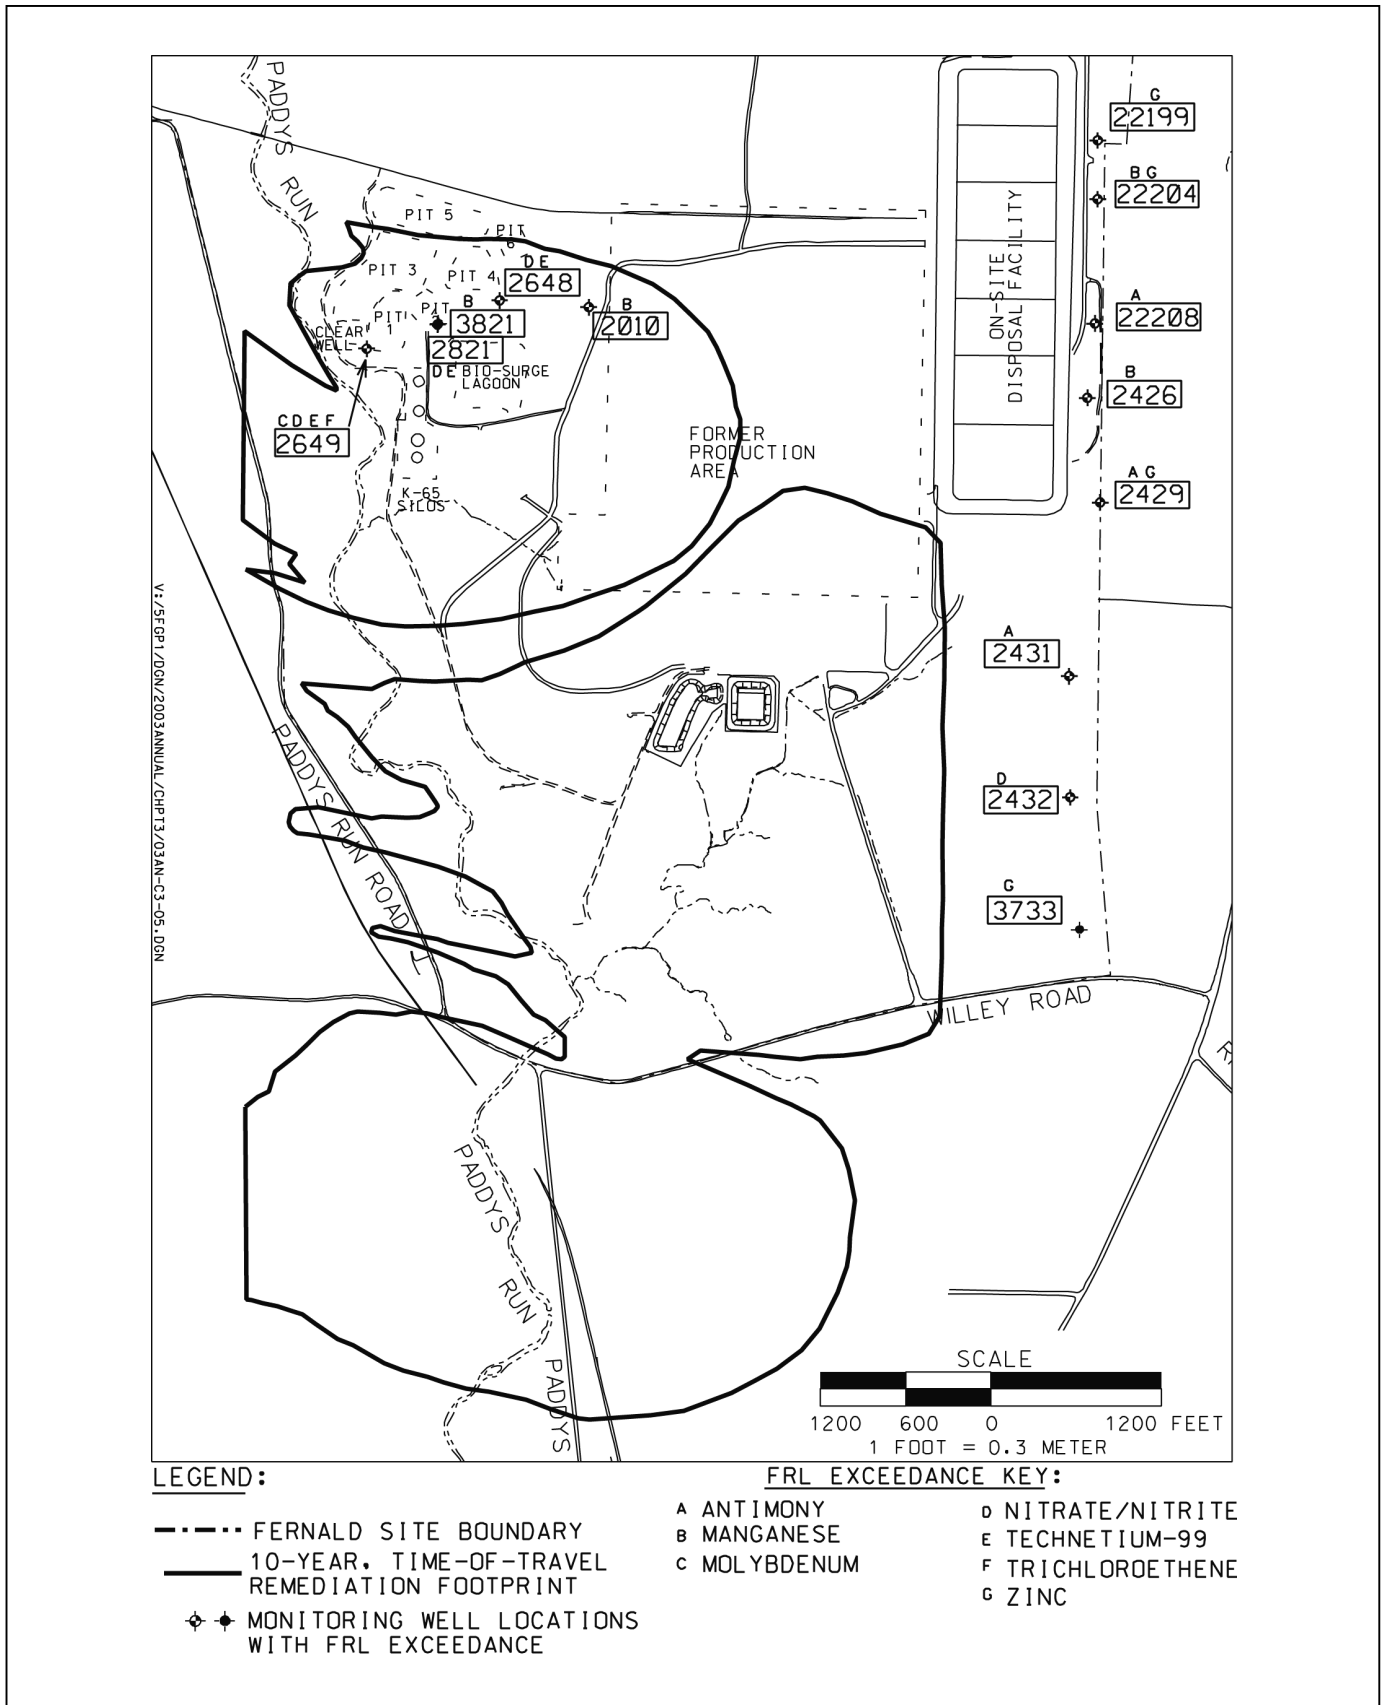 PADDYS
RUN
PIT 5
PIT
6
PIT 3
PIT 4
D E
2648
PIT
B
3821
PIT
1
CLEAR
WELL
2821
D E
BIO-SURGE
LAGOON
B
2010
C D E F
2649
K-65
SILOS
FORMER
PRODUCTION
AREA
ON-SITE
DISPOSAL FACILITY
G
22199
B G
22204
A
22208
B
2426
A G
2429
A
2431
D
2432
G
3733
V:/5FGP1/DGN/2003ANNUAL/CHPT3/03AN-C3-05.DGN
PADDYS RUN ROAD
WILLEY ROAD
PADDYS
RUN
PADDYS
SCALE
1200 600 0 1200 FEET
1 FOOT = 0.3 METER
LEGEND:
FERNALD SITE BOUNDARY
10-YEAR, TIME-OF-TRAVEL
REMEDIATION FOOTPRINT
MONITORING WELL LOCATIONS
WITH FRL EXCEEDANCE
FRL EXCEEDANCE KEY:
A ANTIMONY
B MANGANESE
C MOLYBDENUM
D NITRATE/NITRITE
E TECHNETIUM-99
F TRICHLOROETHENE
G ZINC